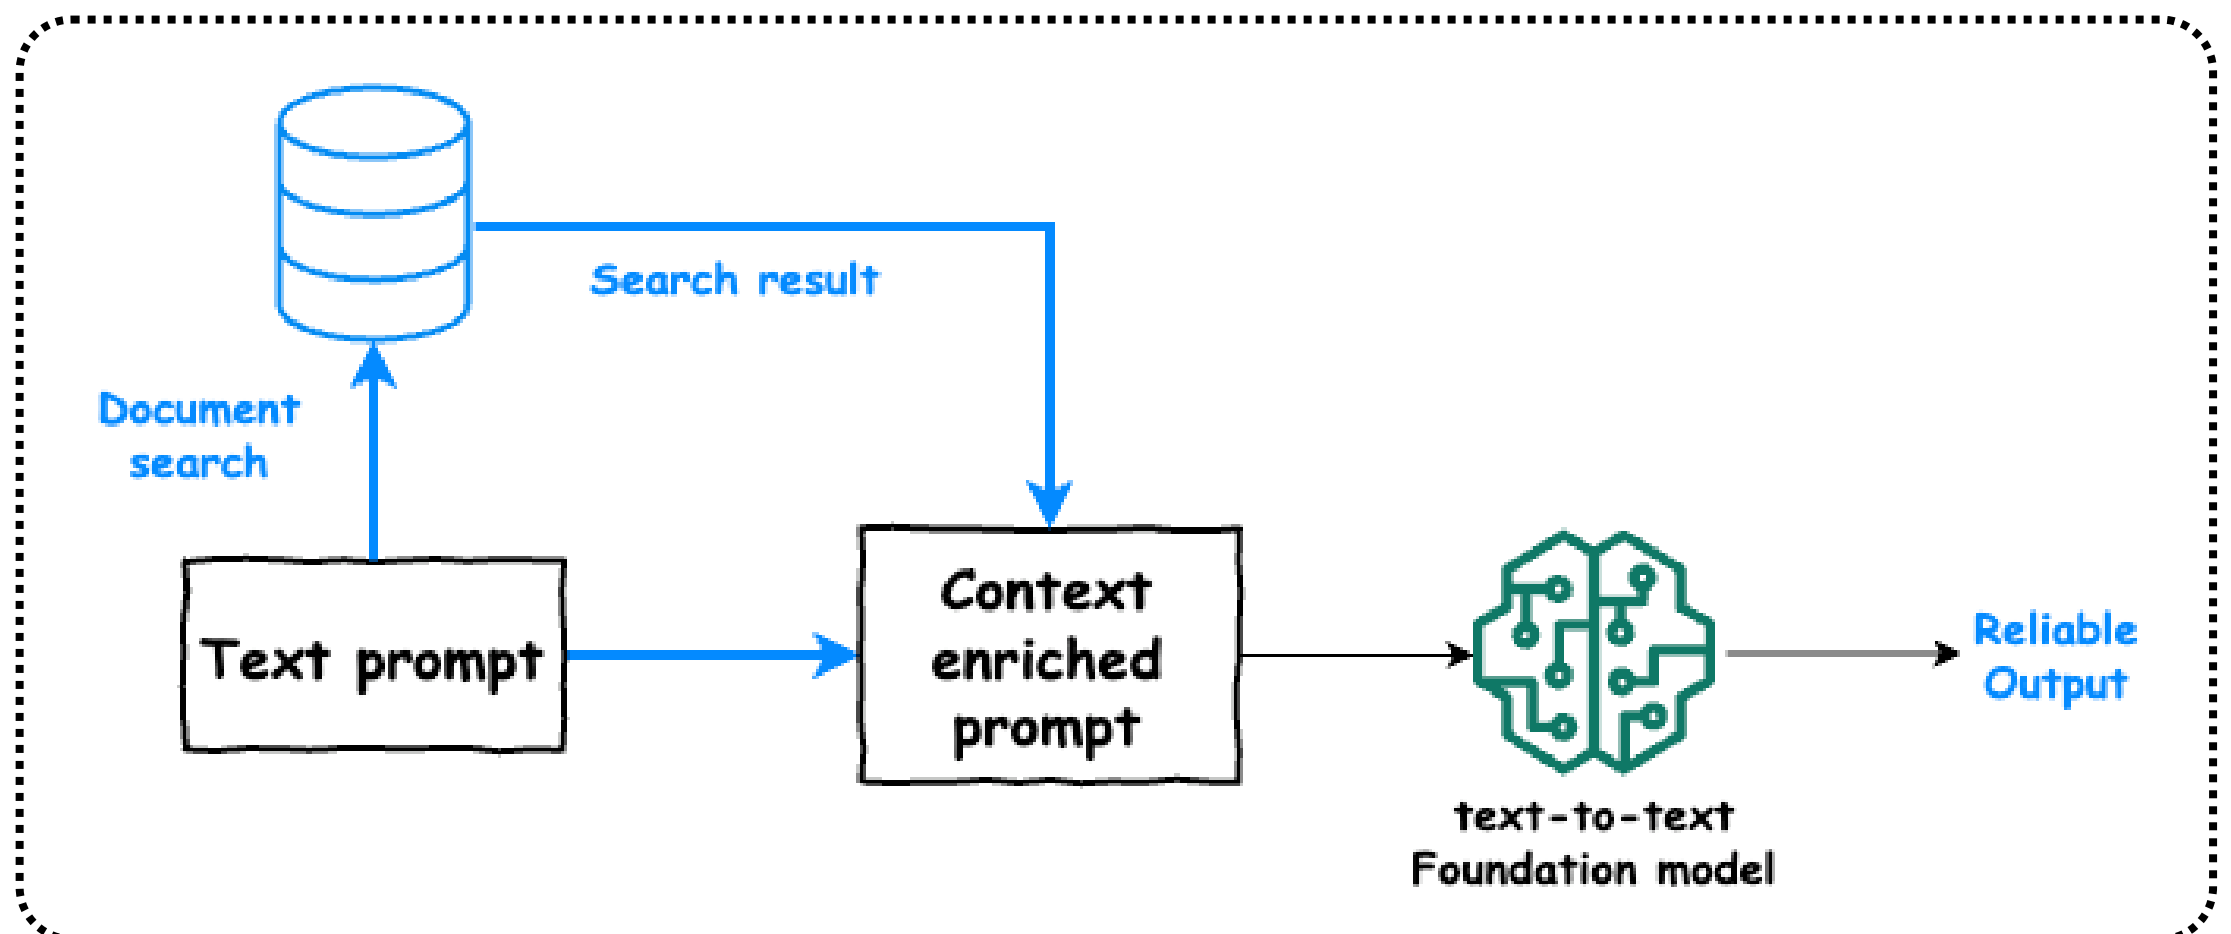 Search result
Document
search
Text prompt
Context
enriched
prompt
Reliable
Output
text-to-text
Foundation model